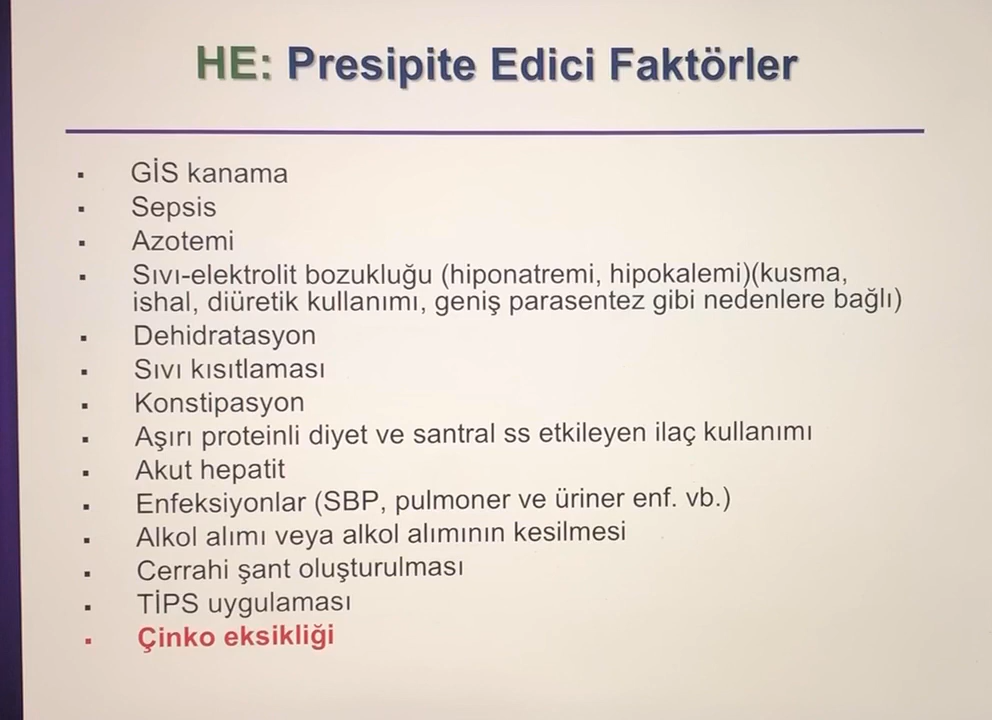 HE: Presipite Edici Faktörler
▪ GİS kanama
▪ Sepsis
▪ Azotemi
▪ Sıvı-elektrolit bozukluğu (hiponatremi, hipokalemi)(kusma,
ishal, diüretik kullanımı, geniş parasentez gibi nedenlere bağlı)
▪ Dehidratasyon
▪ Sıvı kısıtlaması
▪ Konstipasyon
▪ Aşırı proteinli diyet ve santral ss etkileyen ilaç kullanımı
▪ Akut hepatit
▪ Enfeksiyonlar (SBP, pulmoner ve üriner enf. vb.)
▪ Alkol alımı veya alkol alımının kesilmesi
▪ Cerrahi şant oluşturulması
▪ TİPS uygulaması
▪ Çinko eksikliği